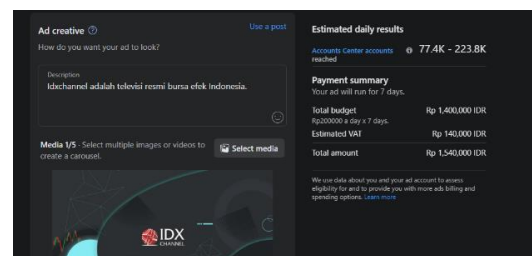 Ad creative
Use a post
How do you want your ad to look?
Description
Idxchannel adalah televisi resmi bursa efek Indonesia.
Media 1/5 · Select multiple images or videos to
create a carousel.
Select media
IDX
CHANNEL
Estimated daily results
Accounts Center accounts
reached
77.4K - 223.8K
Payment summary
Your ad will run for 7 days.
Total budget
Rp 1,400,000 IDR
Rp200000 a day x 7 days.
Estimated VAT
Rp 140,000 IDR
Total amount
Rp 1,540,000 IDR
We use data about you and your ad account to assess
eligibility for and to provide you with more ads billing and
spending options. Learn more